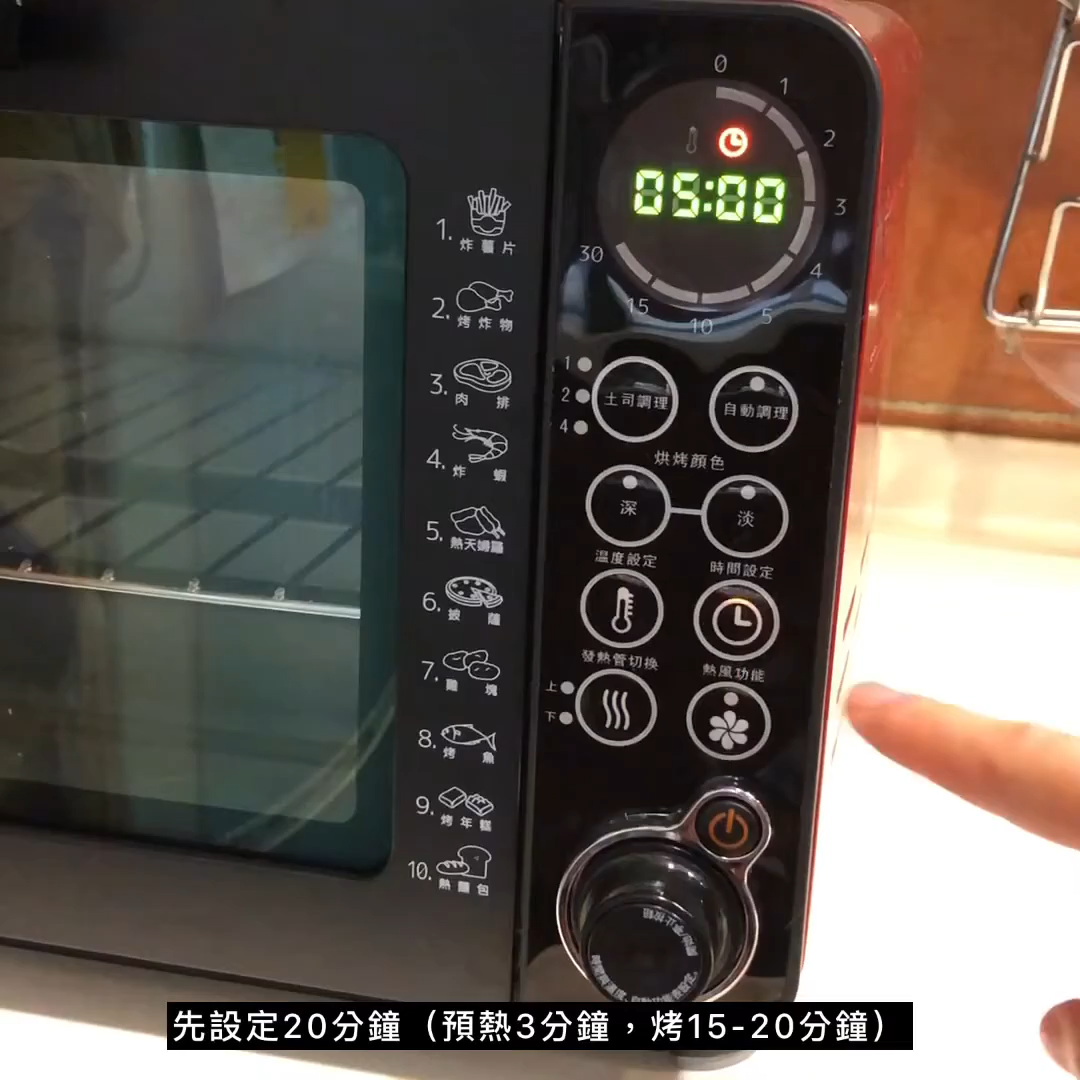 0
1
2
3
4
5
10
15
30
05:00
1. 炸薯片
2. 烤炸物
3. 肉排
4. 炸蝦
5. 熱天婦羅
6. 披薩
7. 雞塊
8. 烤魚
9. 烤年糕
10. 熱麵包
1
2
4
土司調理
自動調理
烘烤顏色
深
淡
溫度設定
時間設定
發熱管切換
熱風功能
上
下
先設定20分鐘（預熱3分鐘，烤15-20分鐘）